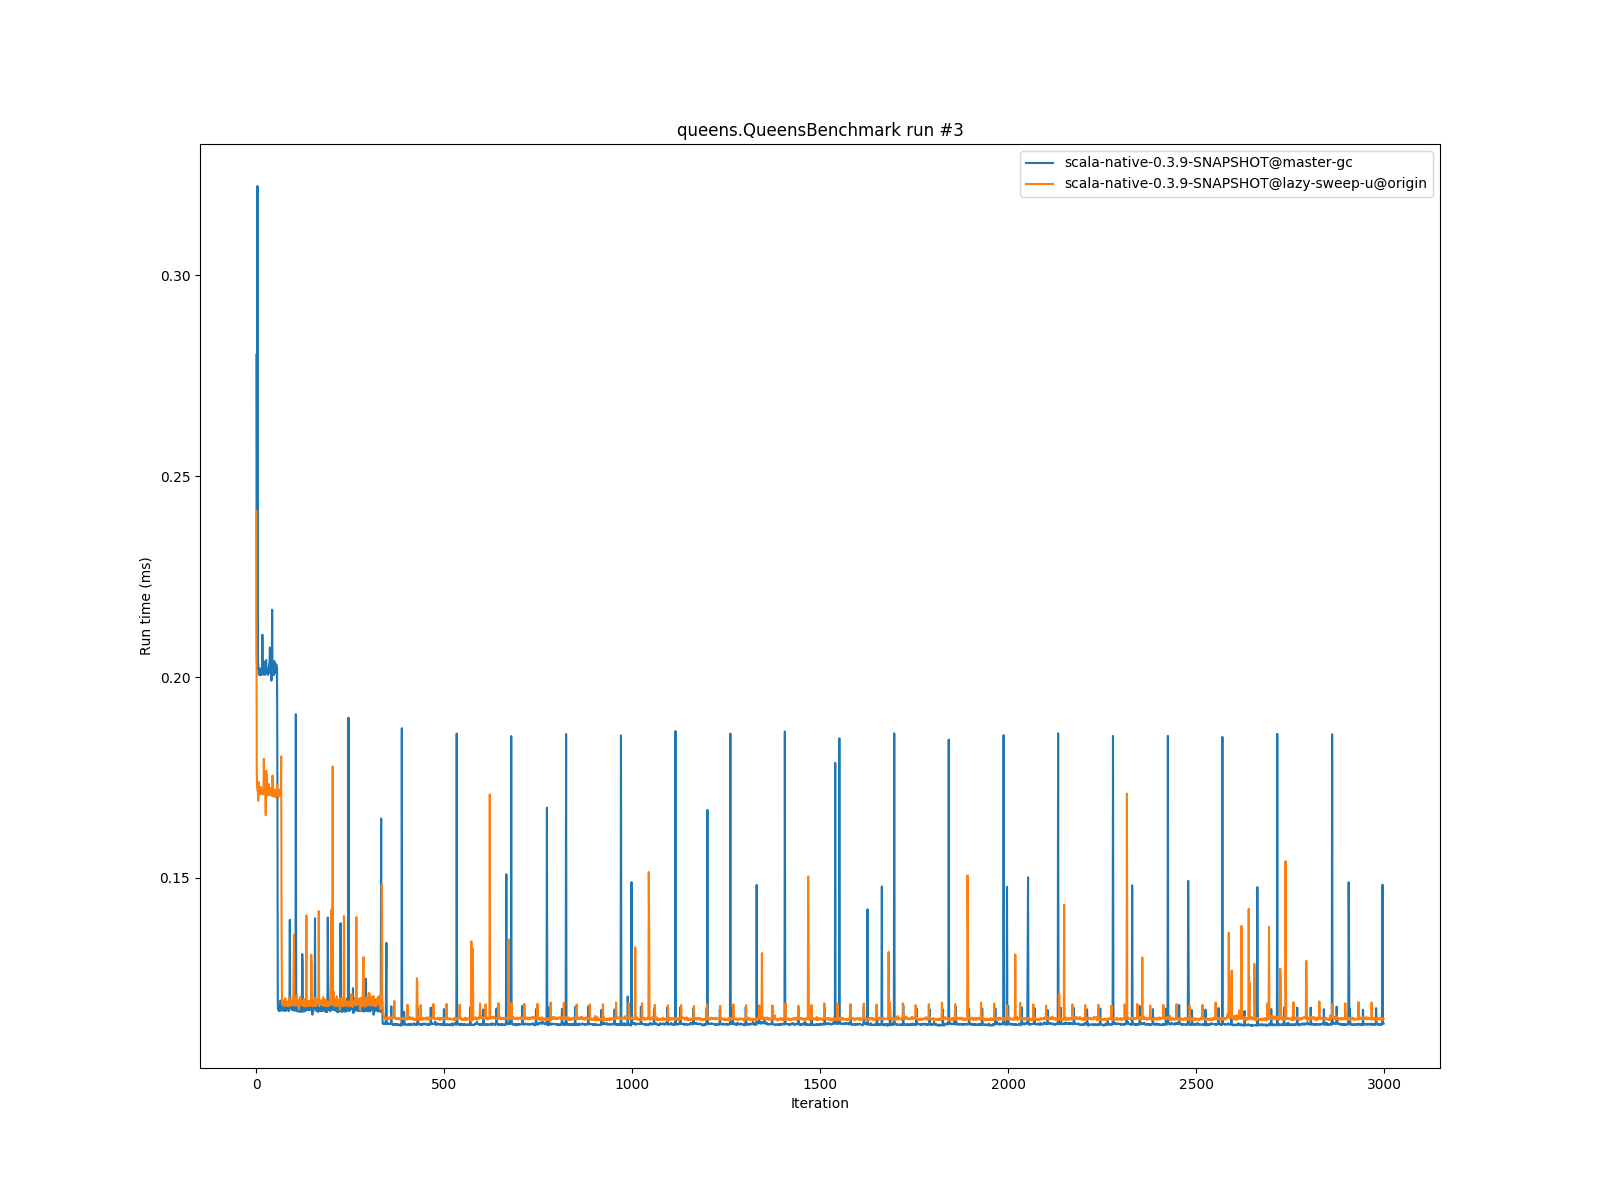 queens.QueensBenchmark run #3
scala-native-0.3.9-SNAPSHOT@master-gc
scala-native-0.3.9-SNAPSHOT@lazy-sweep-u@origin
0.30
0.25
0.20
0.15
Run time (ms)
0 500 1000 1500 2000 2500 3000
Iteration